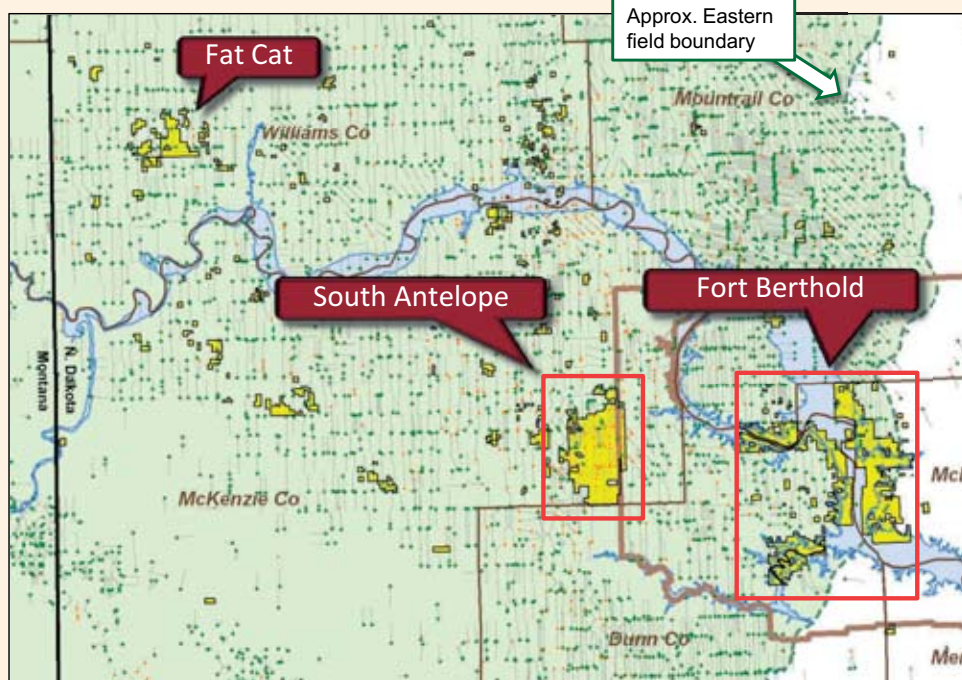 Approx. Eastern
field boundary
Fat Cat
Mountrail Co
Williams Co
South Antelope
Fort Berthold
N. Dakota
Montana
McKenzie Co
Dunn Co